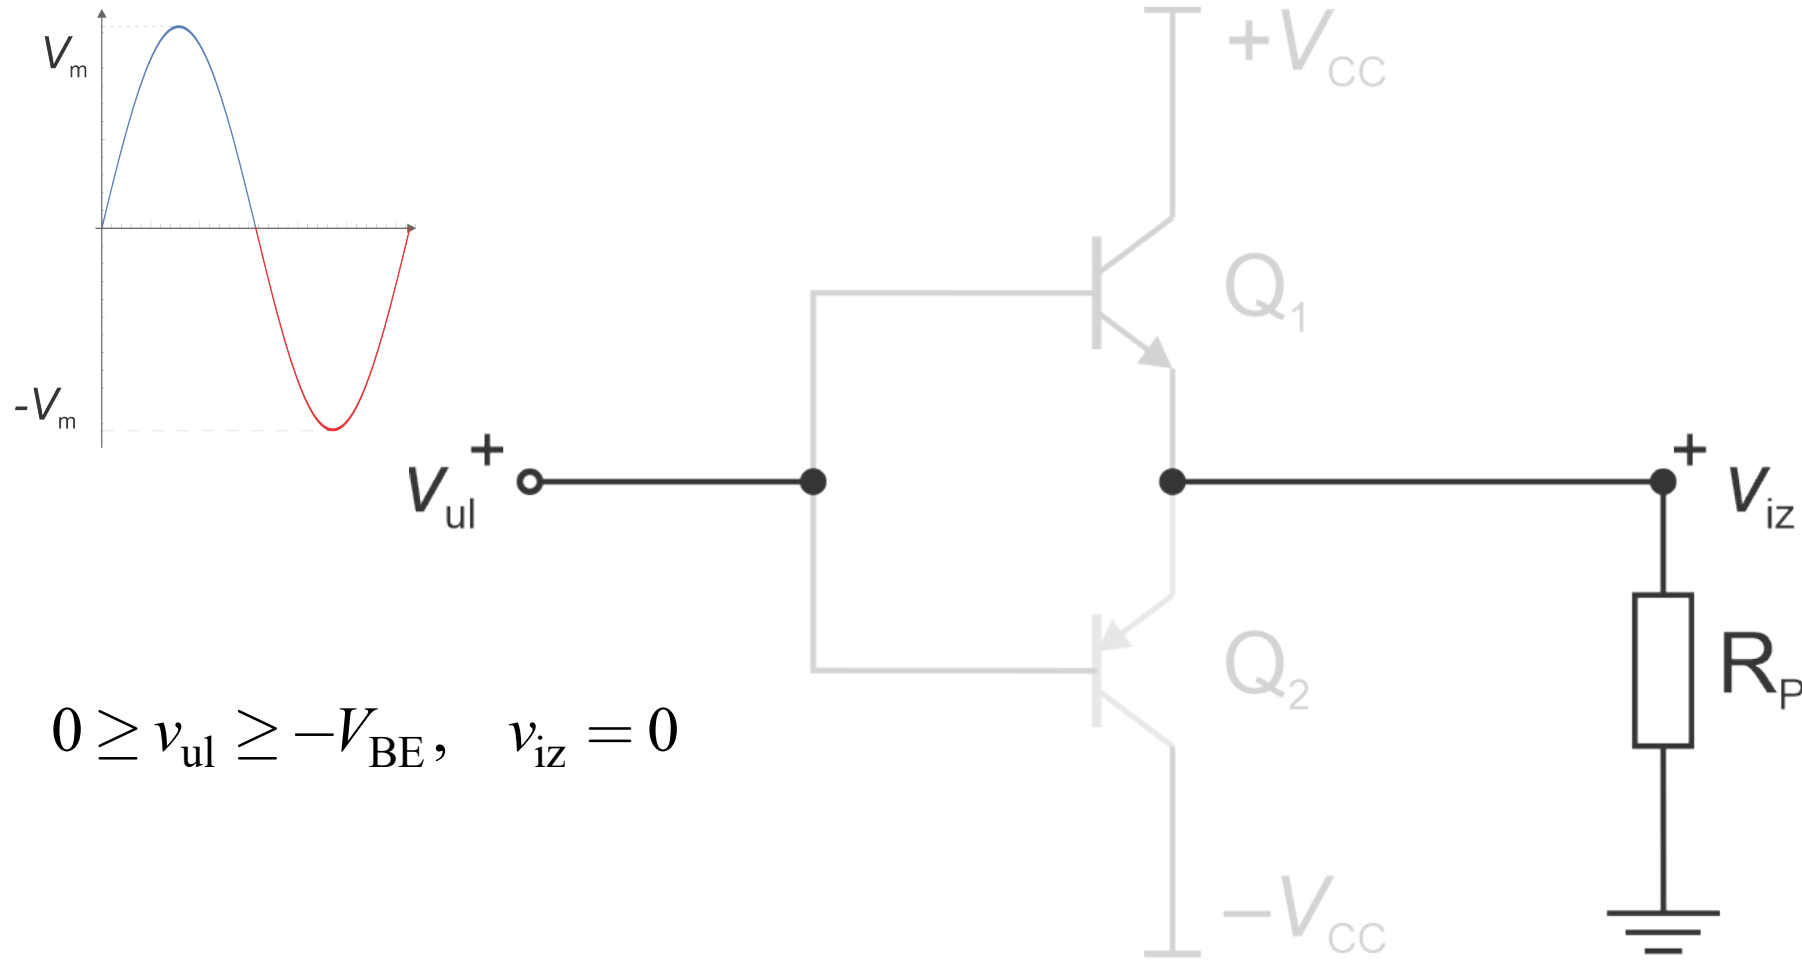 Vm
-Vm
+VCC
Q1
+
vul
+
viz
Q2
RP
0 ≥ vul ≥ −VBE, viz = 0
−VCC